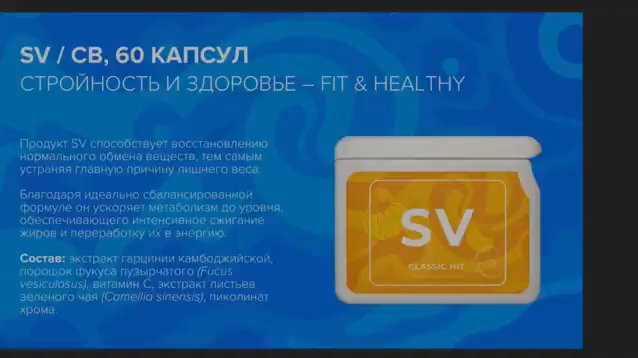 SV / СВ, 60 КАПСУЛ
СТРОЙНОСТЬ И ЗДОРОВЬЕ – FIT & HEALTHY
Продукт SV способствует восстановлению
нормального обмена веществ, тем самым
устраняя главную причину лишнего веса.
Благодаря идеально сбалансированной
формуле он ускоряет метаболизм до уровня,
обеспечивающего интенсивное сжигание
жиров и переработку их в энергию.
Состав: экстракт гарцинии камбоджийской,
порошок фукуса пузырчатого (Fucus
vesiculosus), витамин С, экстракт листьев
зеленого чая (Camellia sinensis), пиколинат
хрома.
SV
CLASSIC HIT